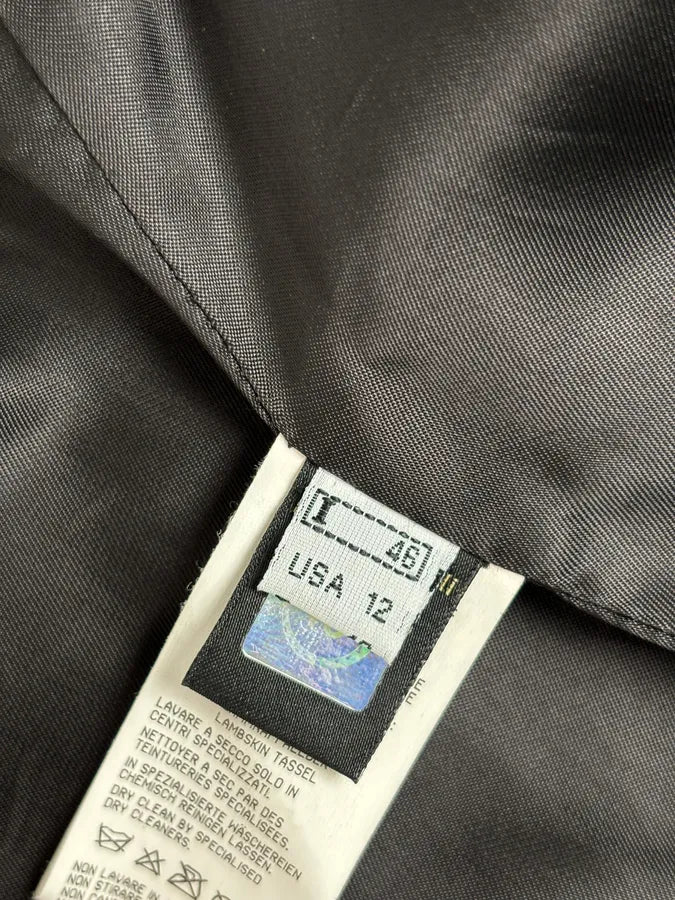 I
46
USA 12
LAMBSKIN TASSEL
LAVARE A SECCO SOLO IN
CENTRI SPECIALIZZATI.
NETTOYER A SEC PAR DES
TEINTURERIES SPECIALISEES.
IN SPEZIALISIERTE WÄSCHEREIEN
CHEMISCH REINIGEN LASSEN.
DRY CLEAN BY SPECIALISED
DRY CLEANERS.
NON LAVARE IN
NON STIRARE